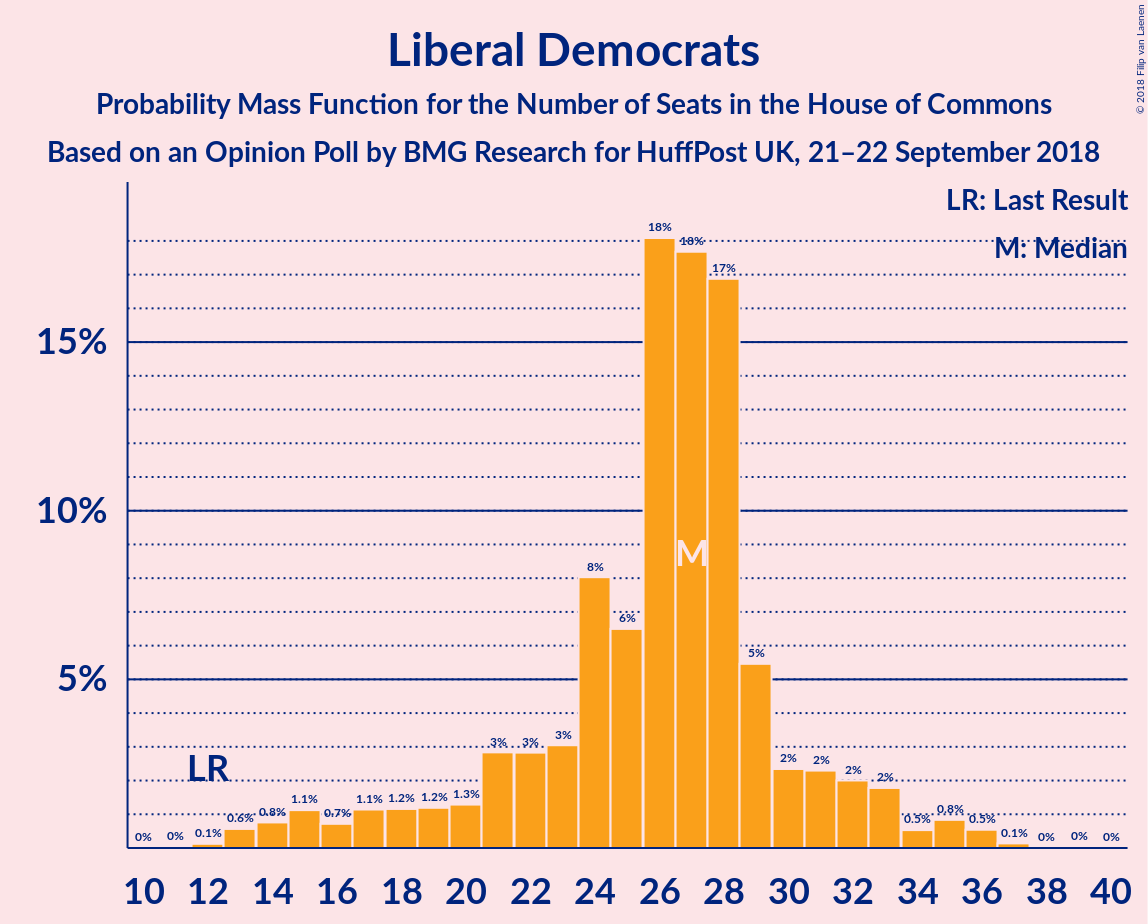 Liberal Democrats
Probability Mass Function for the Number of Seats in the House of Commons
Based on an Opinion Poll by BMG Research for HuffPost UK, 21–22 September 2018
© 2018 Filip van Laenen
LR: Last Result
M: Median
15%
10%
5%
0% 0% 0.1% 0.6% 0.8% 1.1% 0.7% 1.1% 1.2% 1.2% 1.3% 3% 3% 3% 8% 6% 18% 18% 17% 5% 2% 2% 2% 2% 0.5% 0.8% 0.5% 0.1% 0% 0% 0%
LR
M
10 12 14 16 18 20 22 24 26 28 30 32 34 36 38 40